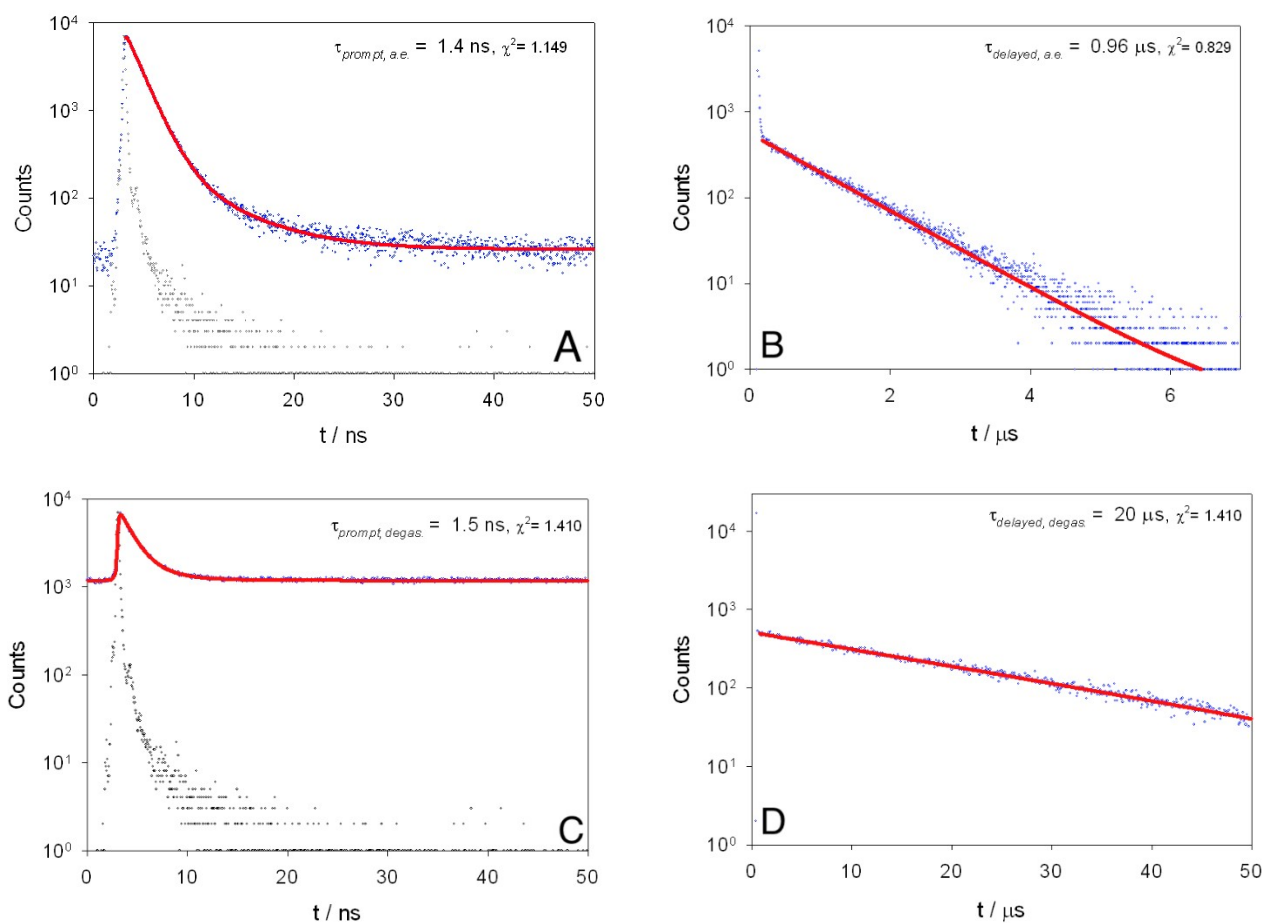 10⁴
10³
10²
10¹
10⁰
Counts
τprompt, a.e. = 1.4 ns, χ²= 1.149
A
0 10 20 30 40 50
t / ns
10⁴
10³
10²
10¹
10⁰
Counts
τdelayed, a.e. = 0.96 μs, χ²= 0.829
B
0 2 4 6
t / μs
10⁴
10³
10²
10¹
10⁰
Counts
τprompt, degas. = 1.5 ns, χ²= 1.410
C
0 10 20 30 40 50
t / ns
10⁴
10³
10²
10¹
10⁰
Counts
τdelayed, degas. = 20 μs, χ²= 1.410
D
0 10 20 30 40 50
t / μs